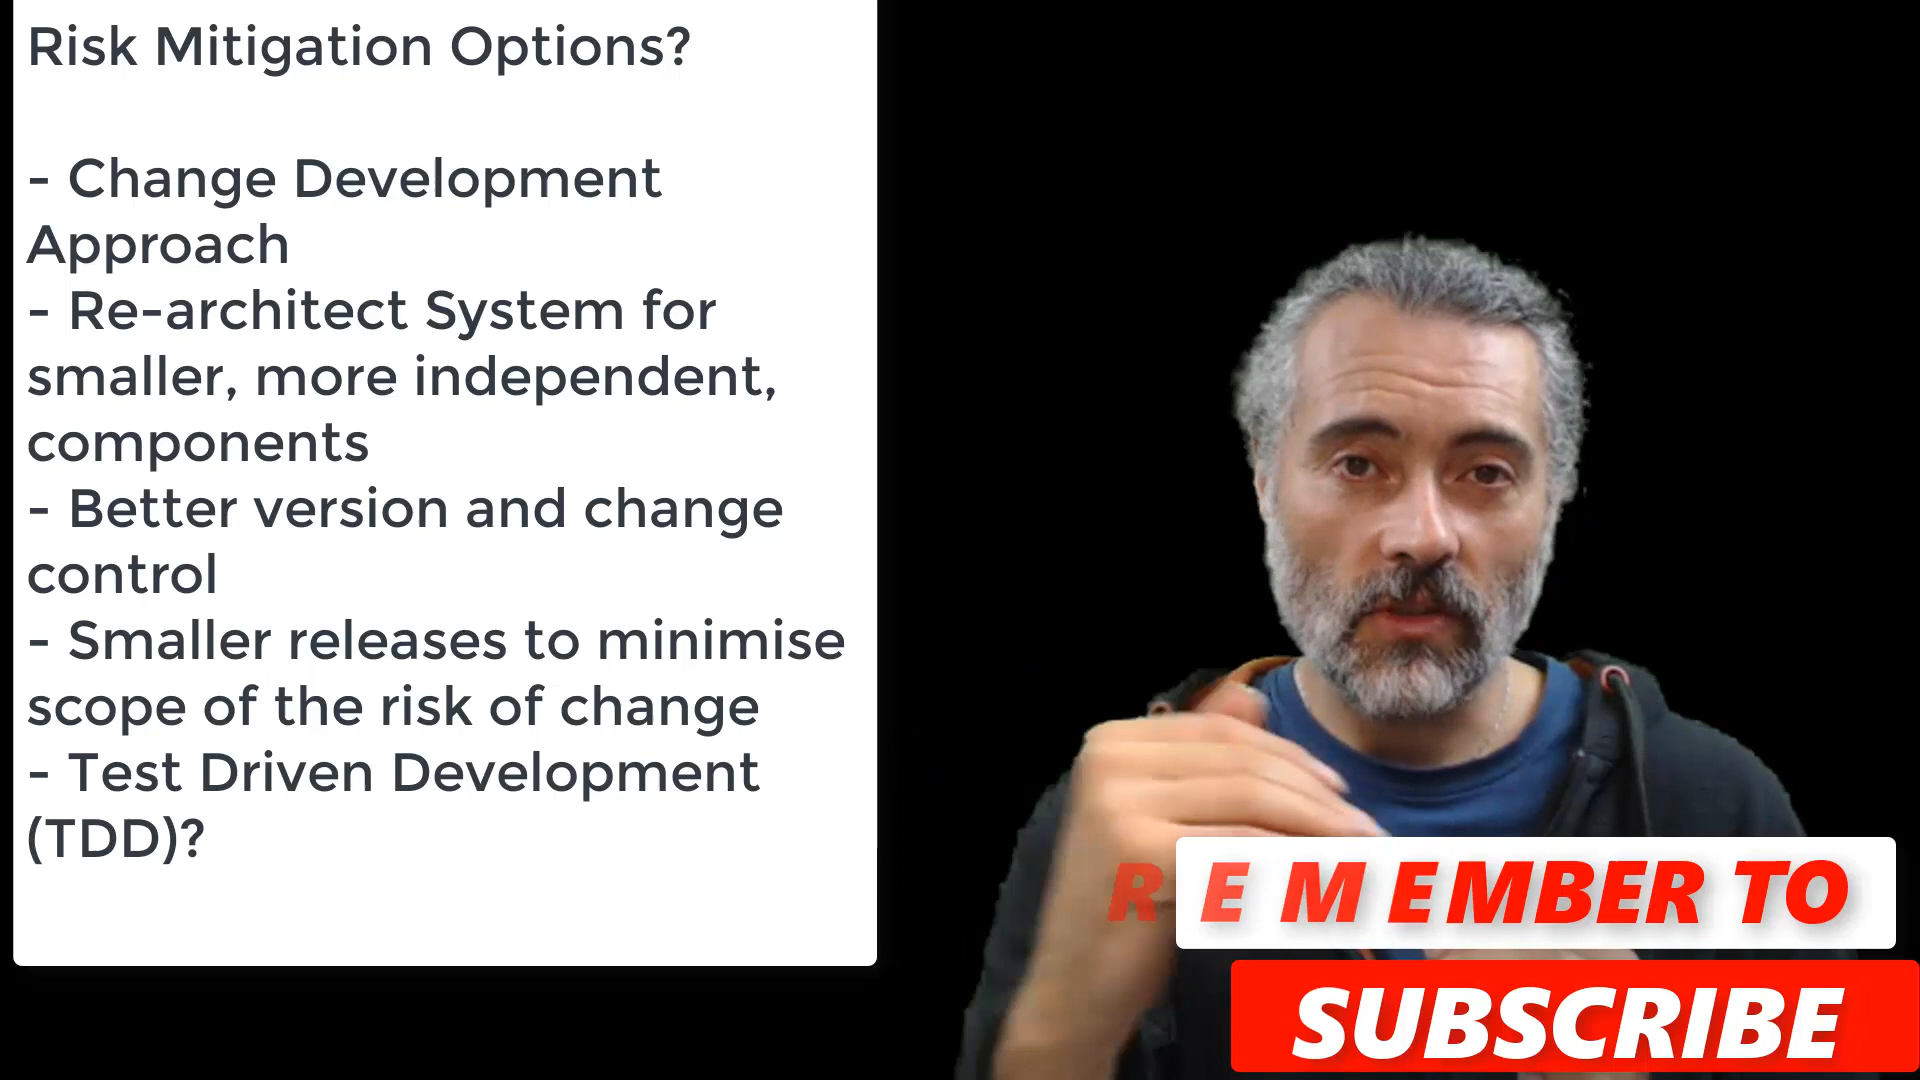 Risk Mitigation Options?
- Change Development
Approach
- Re-architect System for
smaller, more independent,
components
- Better version and change
control
- Smaller releases to minimise
scope of the risk of change
- Test Driven Development
(TDD)?
REMEMBER TO
SUBSCRIBE